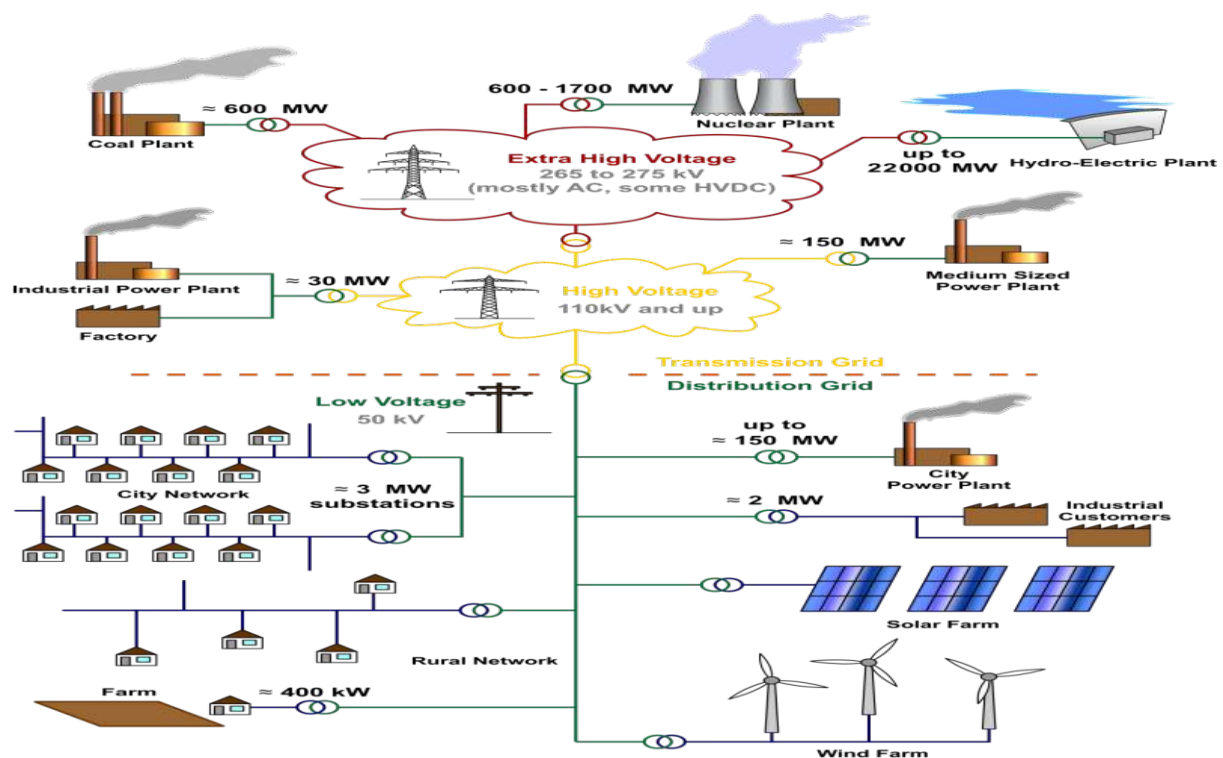 ≈ 600 MW
Coal Plant
600 - 1700 MW
Nuclear Plant
Extra High Voltage
265 to 275 kV
(mostly AC, some HVDC)
up to
22000 MW
Hydro-Electric Plant
≈ 150 MW
Medium Sized
Power Plant
Industrial Power Plant
≈ 30 MW
Factory
High Voltage
110kV and up
Transmission Grid
Distribution Grid
Low Voltage
50 kV
up to
≈ 150 MW
City
Power Plant
City Network
≈ 3 MW
substations
≈ 2 MW
Industrial
Customers
Solar Farm
Rural Network
Farm
≈ 400 kW
Wind Farm